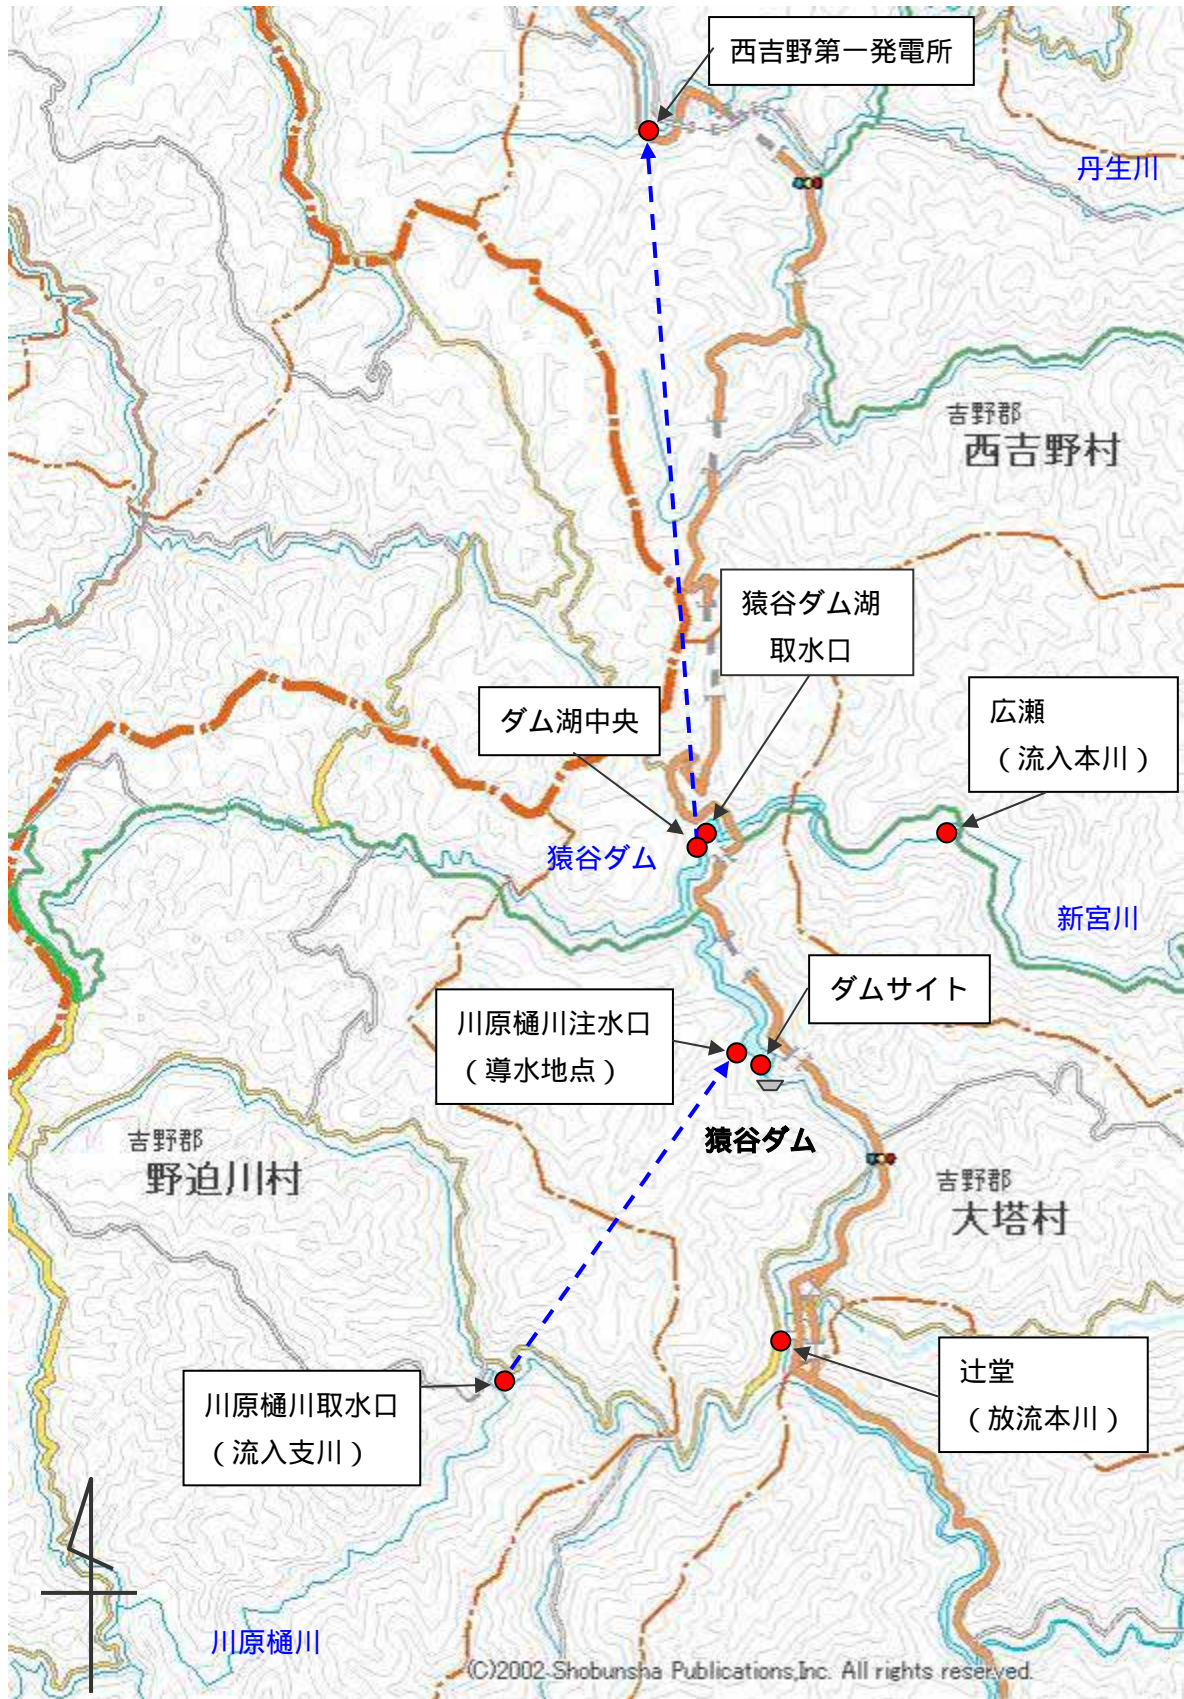 西吉野第一発電所
丹生川
吉野郡
西吉野村
猿谷ダム湖
取水口
広瀬
（流入本川）
ダム湖中央
猿谷ダム
新宮川
ダムサイト
川原樋川注水口
（導水地点）
猿谷ダム
吉野郡
野迫川村
吉野郡
大塔村
辻堂
（放流本川）
川原樋川取水口
（流入支川）
川原樋川
(C)2002 Shobunsha Publications,Inc. All rights reserved.